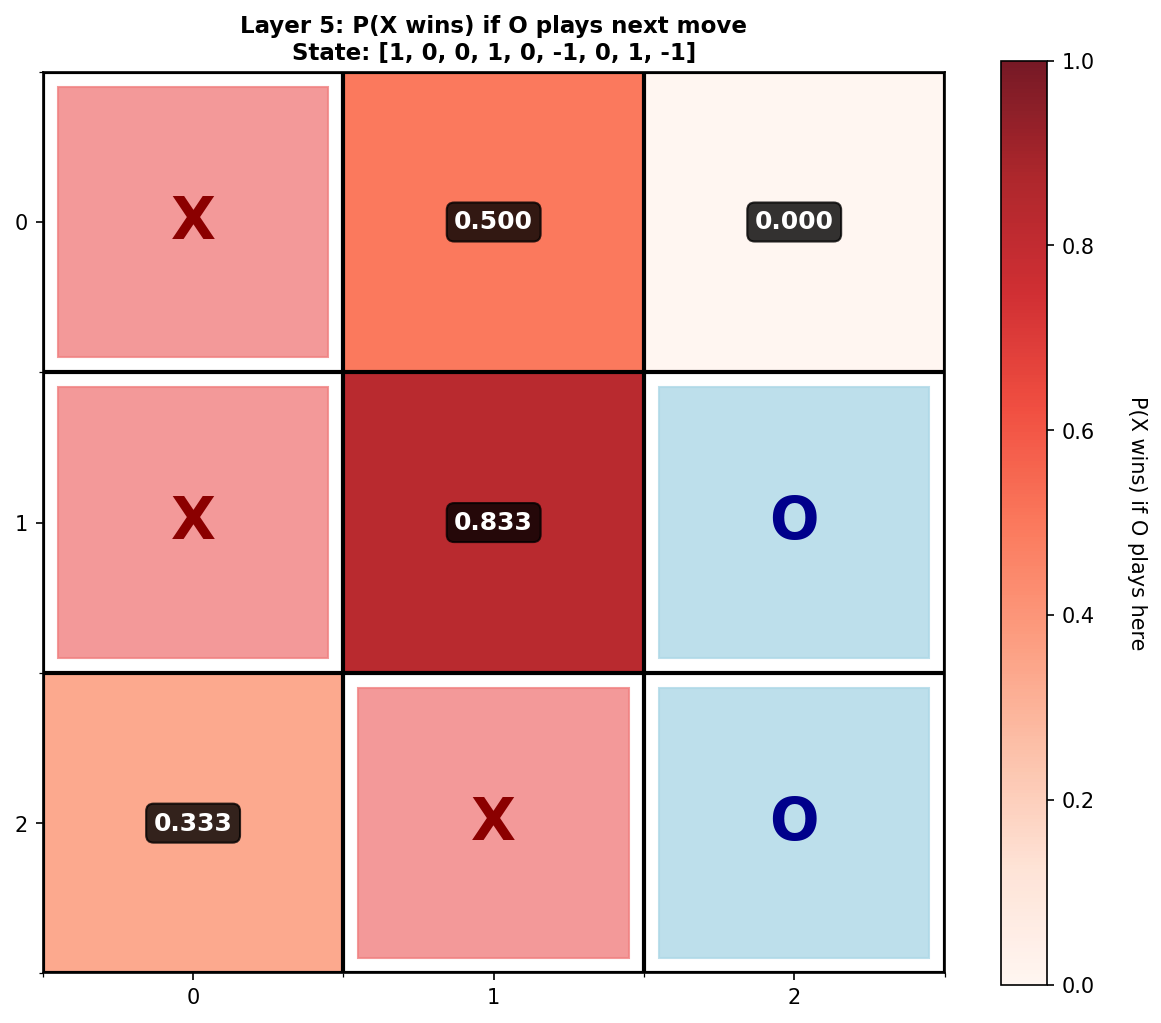 Layer 5: P(X wins) if O plays next move
State: [1, 0, 0, 1, 0, -1, 0, 1, -1]
0
X
0.500
0.000
1
X
0.833
O
2
0.333
X
O
0
1
2
1.0
0.8
0.6
0.4
0.2
0.0
P(X wins) if O plays here